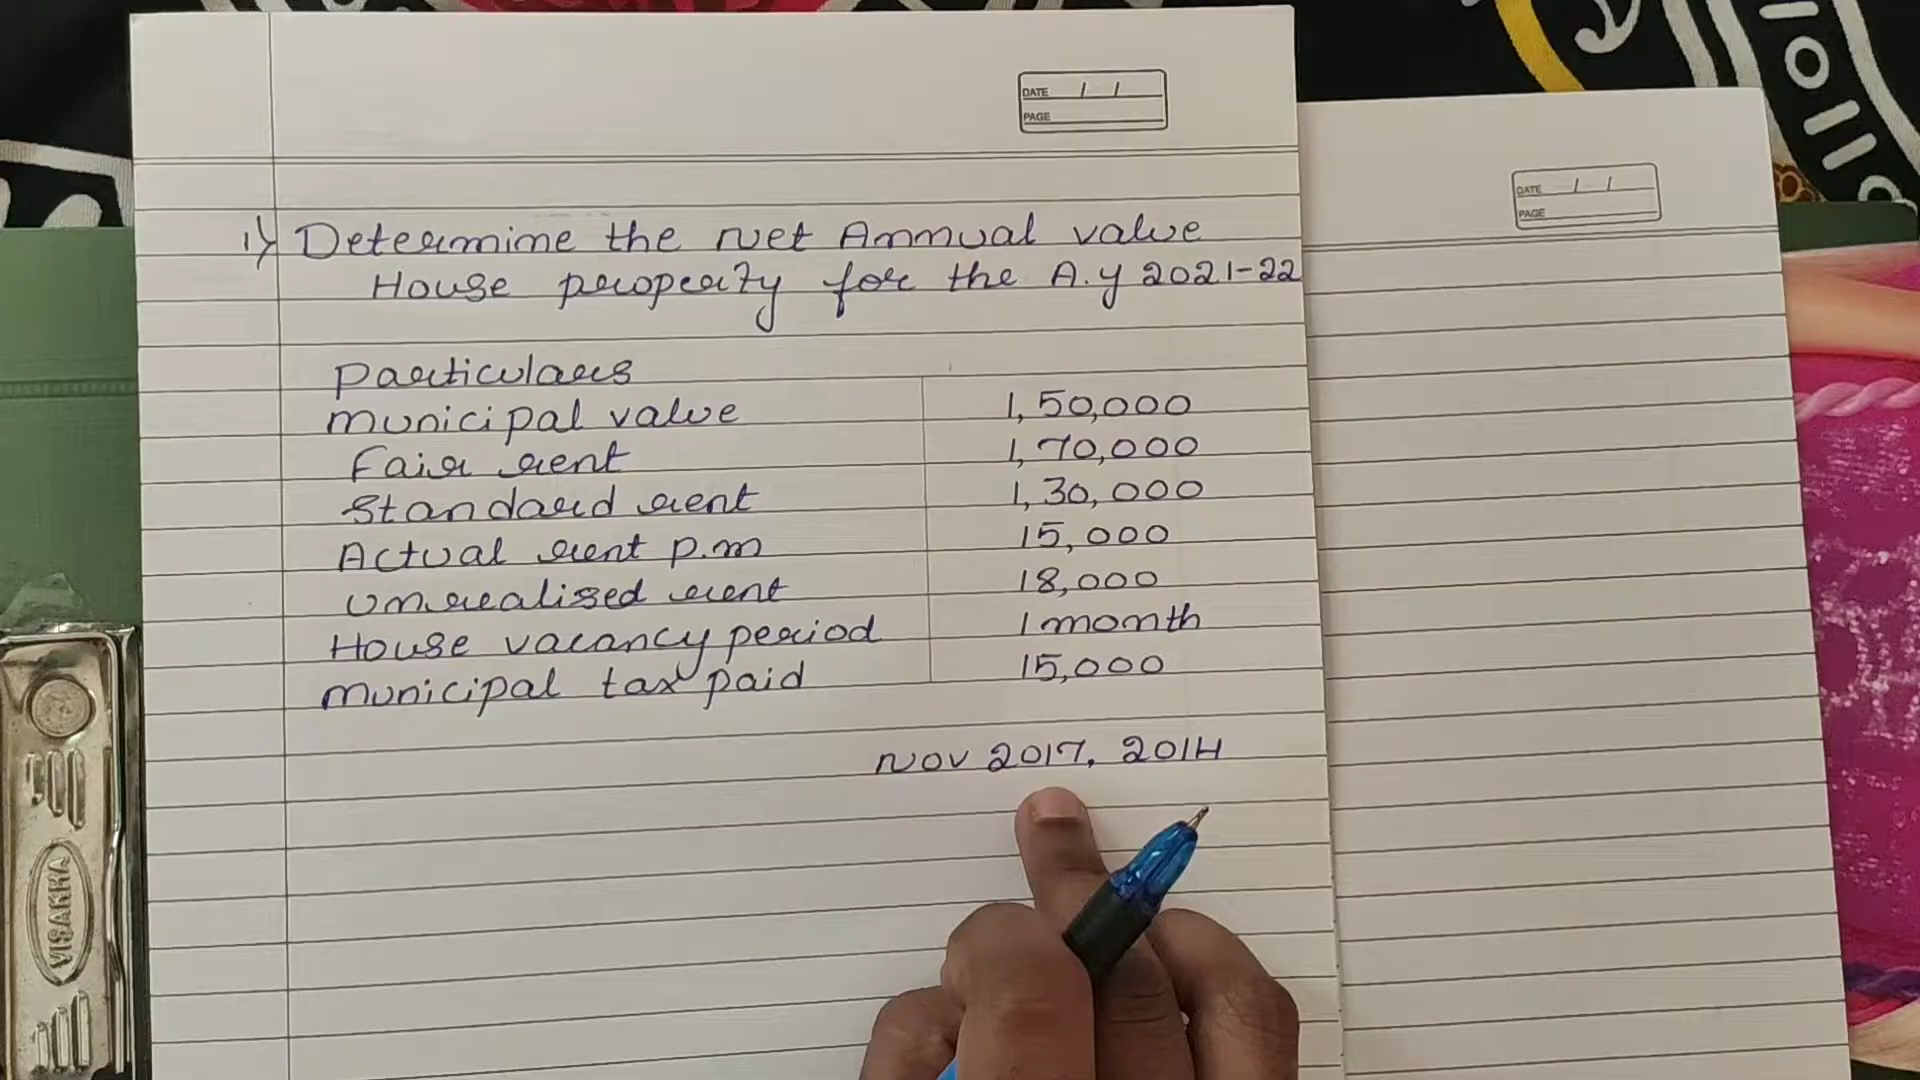 DATE / /
PAGE
DATE / /
PAGE
1) Determine the Net Annual value
House property for the A.y 2021-22
particulars
municipal value 1,50,000
Fair rent 1,70,000
Standard rent 1,30,000
Actual rent p.m 15,000
unrealised rent 18,000
House vacancy period 1 month
municipal tax paid 15,000
Nov 2017, 2014
VISAKHA